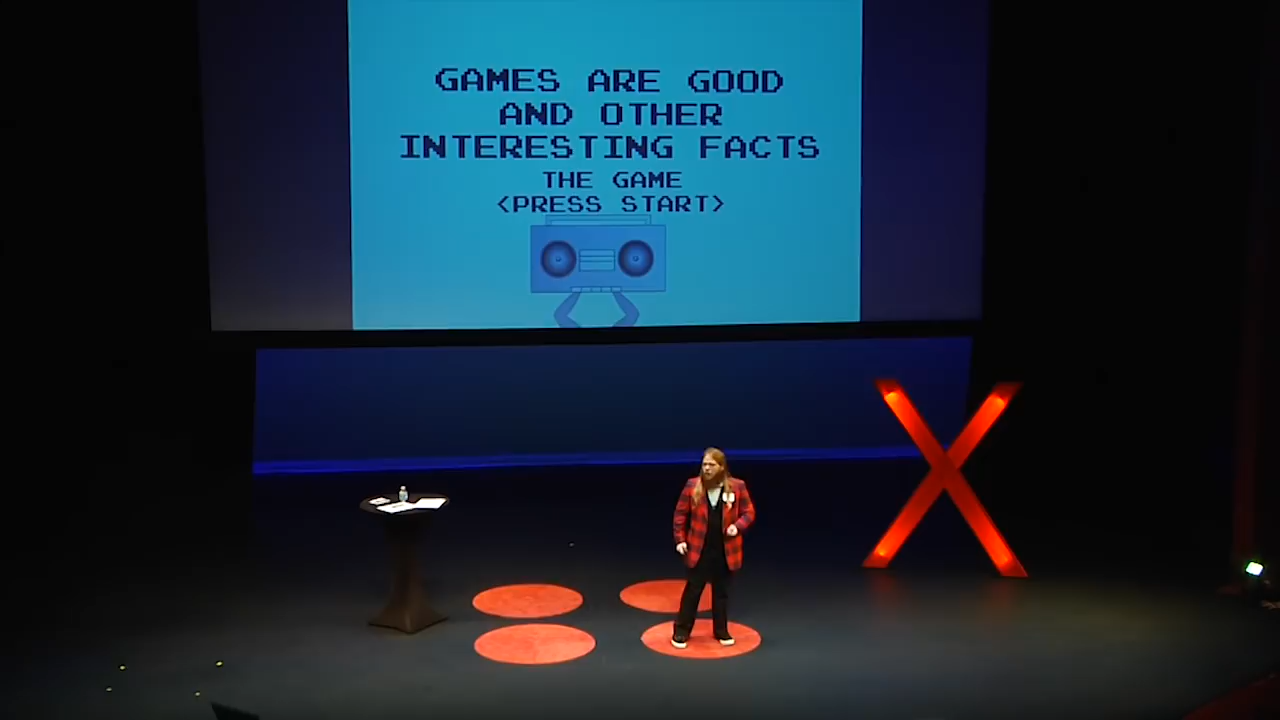 GAMES ARE GOOD
AND OTHER
INTERESTING FACTS
THE GAME
<PRESS START>
X